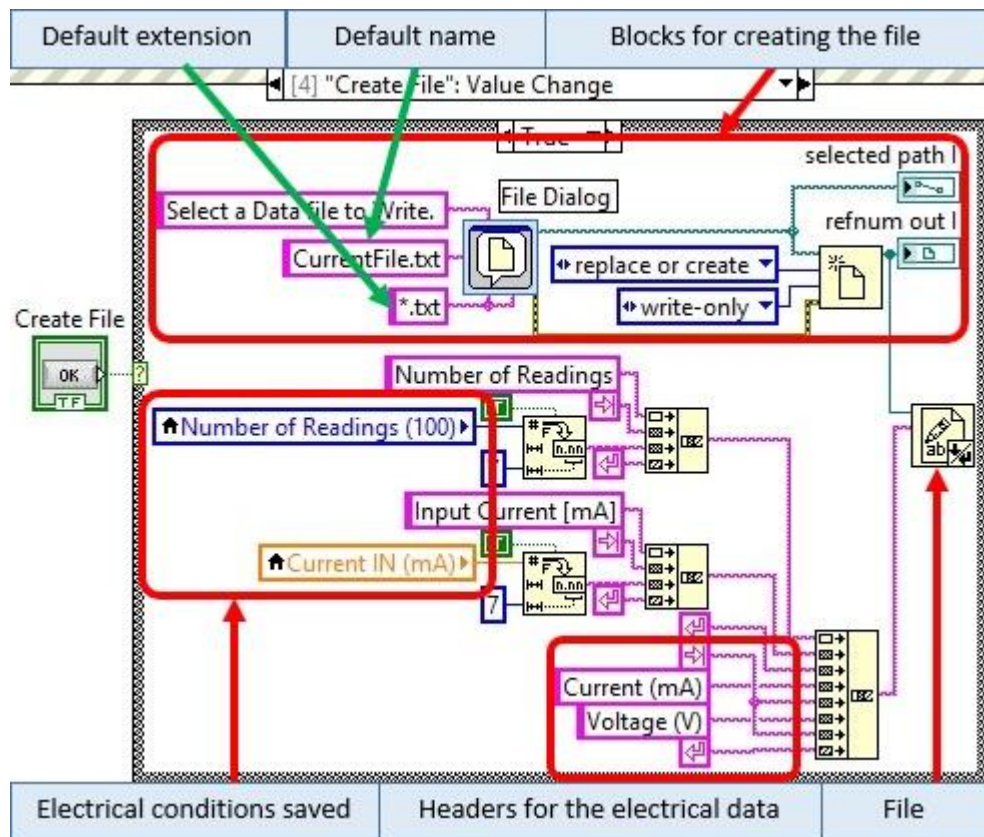 Default extension
Default name
Blocks for creating the file
[4] "Create File": Value Change
True
selected path l
File Dialog
Select a Data file to Write.
refnum out l
CurrentFile.txt
replace or create
*.txt
write-only
Create File
OK
TF
Number of Readings
Number of Readings (100)
7
Input Current [mA]
Current IN (mA)
7
Current (mA)
Voltage (V)
Electrical conditions saved
Headers for the electrical data
File